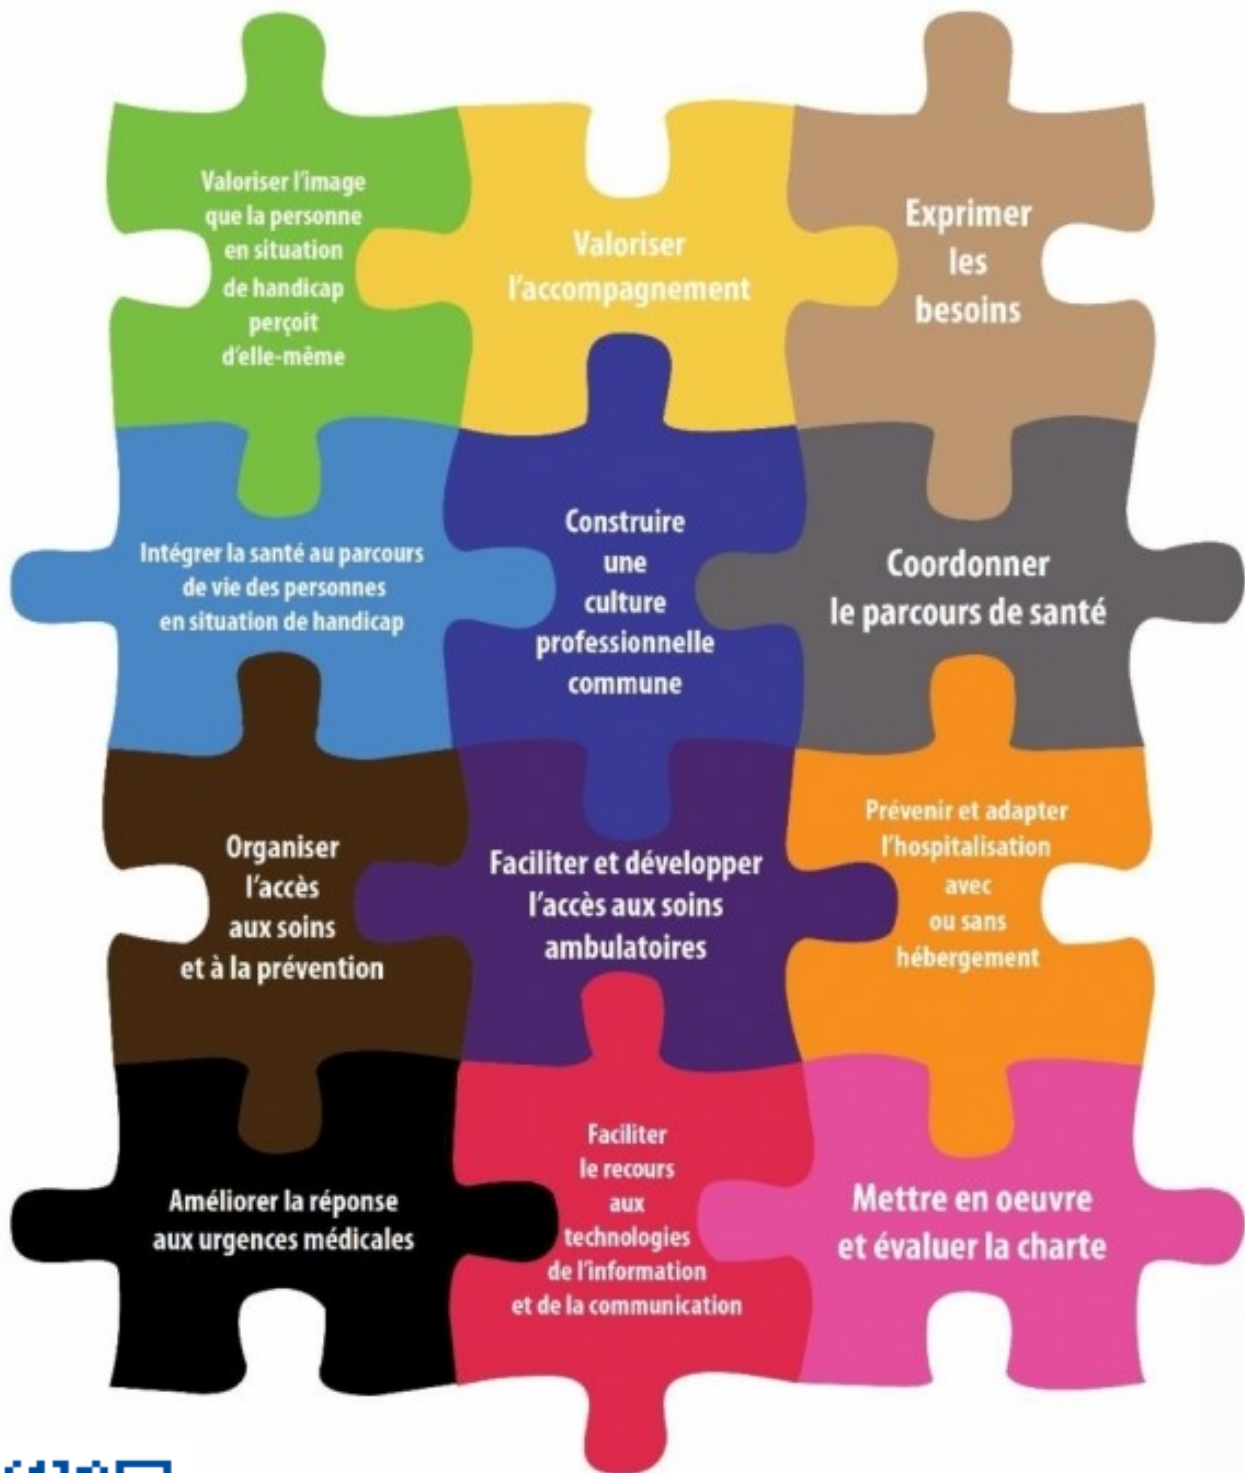 Valoriser l'image
que la personne
en situation
de handicap
perçoit
d'elle-même
Valoriser
l'accompagnement
Exprimer
les
besoins
Intégrer la santé au parcours
de vie des personnes
en situation de handicap
Construire
une
culture
professionnelle
commune
Coordonner
le parcours de santé
Organiser
l'accès
aux soins
et à la prévention
Faciliter et développer
l'accès aux soins
ambulatoires
Prévenir et adapter
l'hospitalisation
avec
ou sans
hébergement
Améliorer la réponse
aux urgences médicales
Faciliter
le recours
aux
technologies
de l'information
et de la communication
Mettre en oeuvre
et évaluer la charte